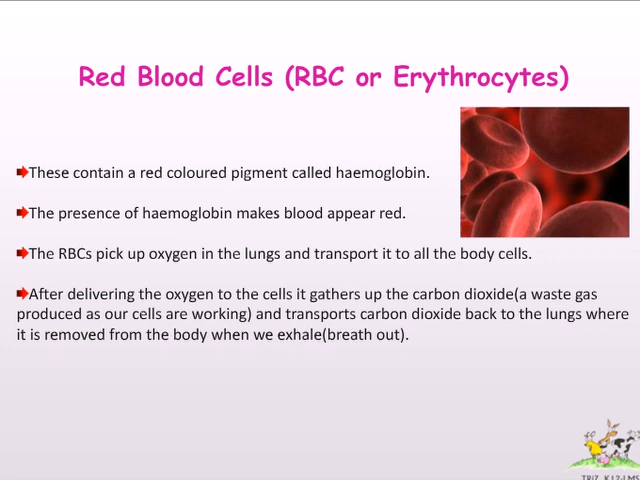 Red Blood Cells (RBC or Erythrocytes)
These contain a red coloured pigment called haemoglobin.
The presence of haemoglobin makes blood appear red.
The RBCs pick up oxygen in the lungs and transport it to all the body cells.
After delivering the oxygen to the cells it gathers up the carbon dioxide(a waste gas
produced as our cells are working) and transports carbon dioxide back to the lungs where
it is removed from the body when we exhale(breath out).